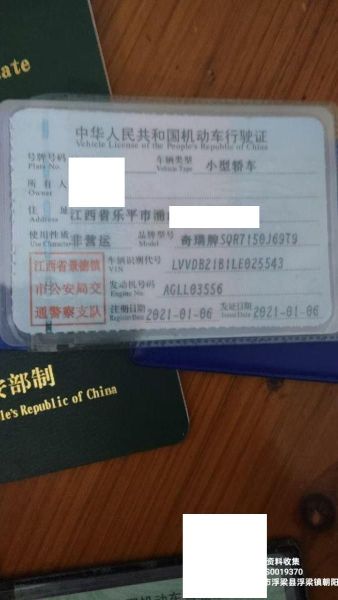 ate
中华人民共和国机动车行驶证
Vehicle License of the People's Republic of China
号牌号码 车辆类型 小型轿车
Plate No. Vehicle Type
所有人
Owner
住址 江西省乐平市
Address
使用性质 非营运 品牌型号 奇瑞牌SQR7150J69T9
Use Character Model
江西省景德镇
市公安局交
通警察支队
车辆识别代号 LVVDB21B1LE025543
VIN
发动机号码 AGLL03556
Engine No.
注册日期 2021-01-06 发证日期 2021-01-06
Register Date Issue Date
安部制
le's Republic of China
资料收集
S0019370
市浮梁县浮梁镇朝阳